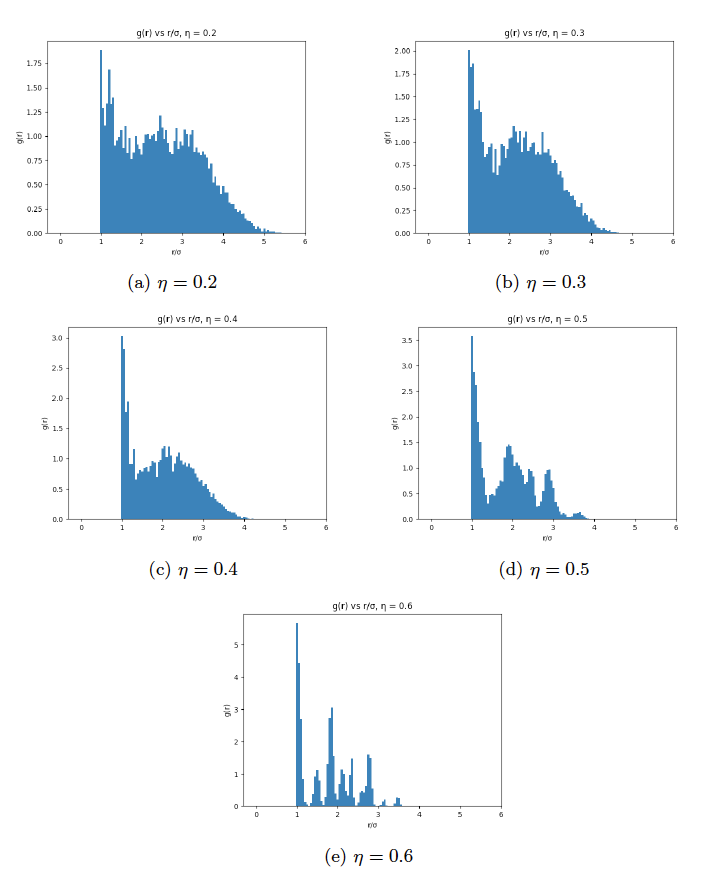 g(r) vs r/σ, η = 0.2
g(r) vs r/σ, η = 0.3
1.75
1.50
1.25
1.00
0.75
0.50
0.25
0.00
g(r)
0 1 2 3 4 5 6
r/σ
2.00
1.75
1.50
1.25
1.00
0.75
0.50
0.25
0.00
g(r)
0 1 2 3 4 5 6
r/σ
(a) η = 0.2
(b) η = 0.3
g(r) vs r/σ, η = 0.4
g(r) vs r/σ, η = 0.5
3.0
2.5
2.0
1.5
1.0
0.5
0.0
g(r)
0 1 2 3 4 5 6
r/σ
3.5
3.0
2.5
2.0
1.5
1.0
0.5
0.0
g(r)
0 1 2 3 4 5 6
r/σ
(c) η = 0.4
(d) η = 0.5
g(r) vs r/σ, η = 0.6
5
4
3
2
1
0
g(r)
0 1 2 3 4 5 6
r/σ
(e) η = 0.6